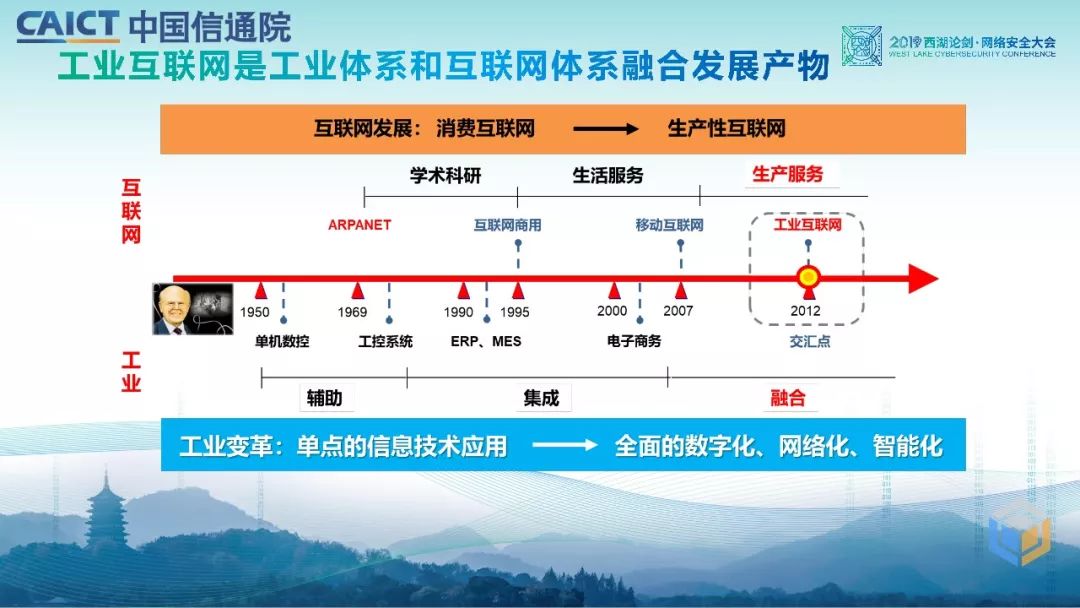 CAICT 中国信通院
2019西湖论剑·网络安全大会
WEST LAKE CYBERSECURITY CONFERENCE
工业互联网是工业体系和互联网体系融合发展产物
互联网发展：消费互联网 生产性互联网
学术科研 生活服务 生产服务
互联网
ARPANET 互联网商用 移动互联网 工业互联网
1950 1969 1990 1995 2000 2007 2012
单机数控 工控系统 ERP、MES 电子商务 交汇点
工业
辅助 集成 融合
工业变革：单点的信息技术应用 全面的数字化、网络化、智能化